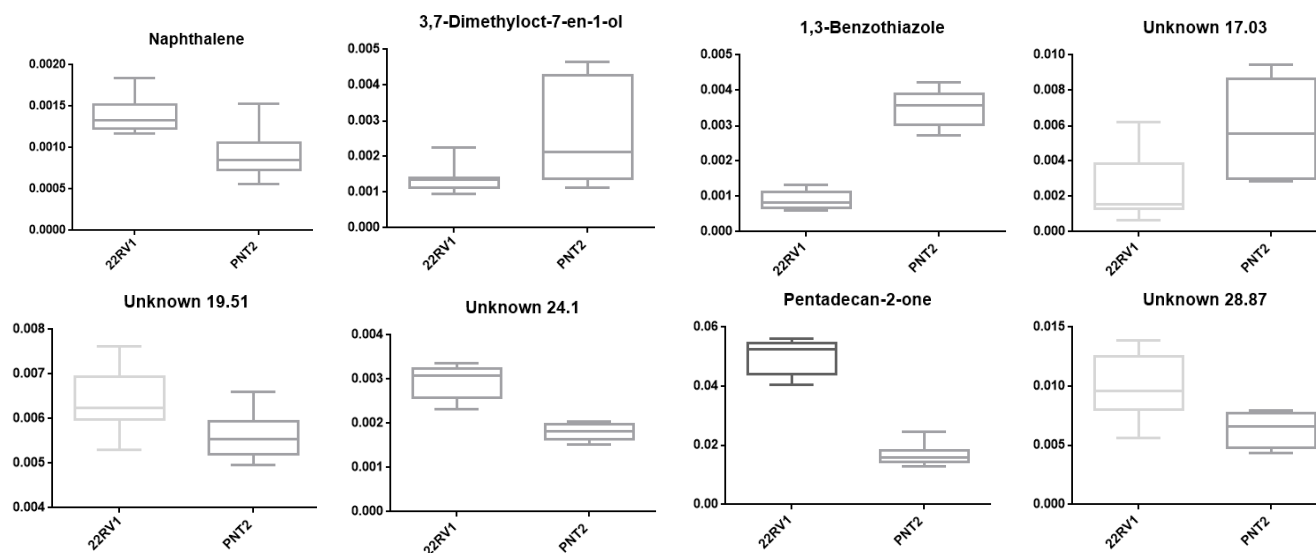 Naphthalene
0.0020
0.0015
0.0010
0.0005
0.0000
22RV1
PNT2
3,7-Dimethyloct-7-en-1-ol
0.005
0.004
0.003
0.002
0.001
0.000
22RV1
PNT2
1,3-Benzothiazole
0.005
0.004
0.003
0.002
0.001
0.000
22RV1
PNT2
Unknown 17.03
0.010
0.008
0.006
0.004
0.002
0.000
22RV1
PNT2
Unknown 19.51
0.008
0.007
0.006
0.005
0.004
22RV1
PNT2
Unknown 24.1
0.004
0.003
0.002
0.001
0.000
22RV1
PNT2
Pentadecan-2-one
0.06
0.04
0.02
0.00
22RV1
PNT2
Unknown 28.87
0.015
0.010
0.005
0.000
22RV1
PNT2